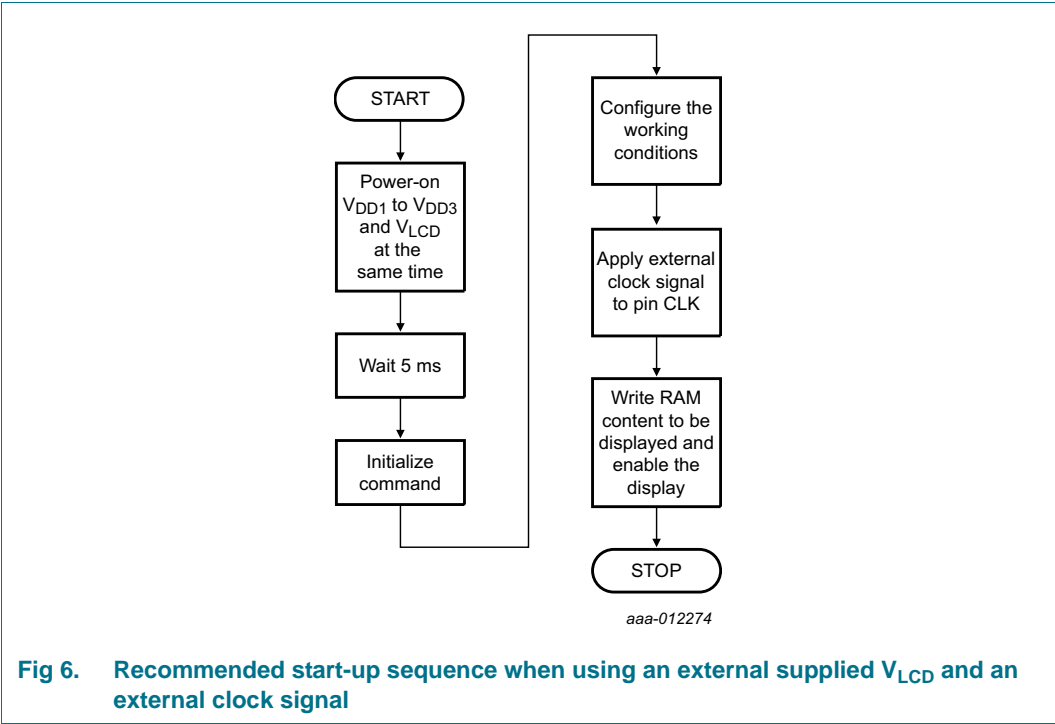 START
Power-on
VDD1 to VDD3
and VLCD
at the
same time
Wait 5 ms
Initialize
command
Configure the
working
conditions
Apply external
clock signal
to pin CLK
Write RAM
content to be
displayed and
enable the
display
STOP
aaa-012274
Fig 6. Recommended start-up sequence when using an external supplied VLCD and an
external clock signal